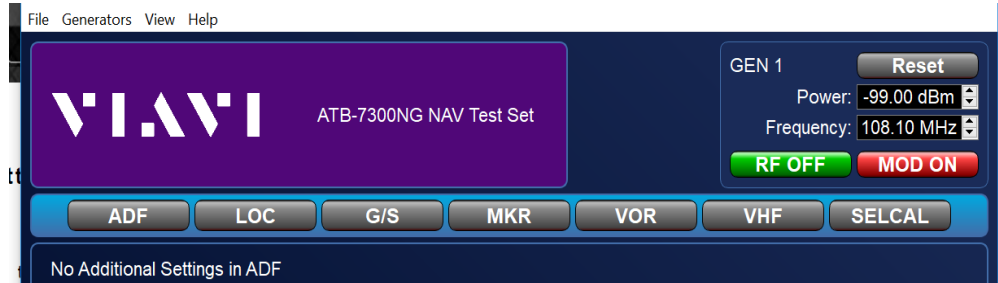 File Generators View Help
VIAVI
ATB-7300NG NAV Test Set
GEN 1 Reset
Power: -99.00 dBm
Frequency: 108.10 MHz
RF OFF MOD ON
ADF LOC G/S MKR VOR VHF SELCAL
No Additional Settings in ADF